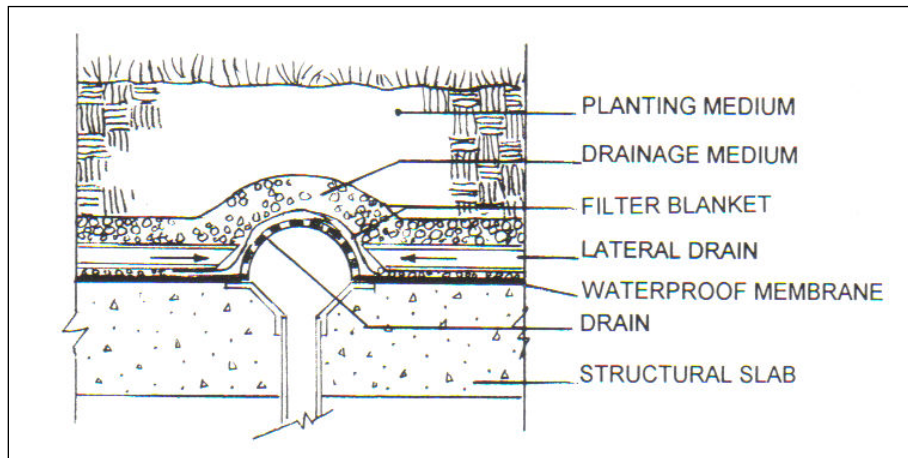 PLANTING MEDIUM
DRAINAGE MEDIUM
FILTER BLANKET
LATERAL DRAIN
WATERPROOF MEMBRANE
DRAIN
STRUCTURAL SLAB